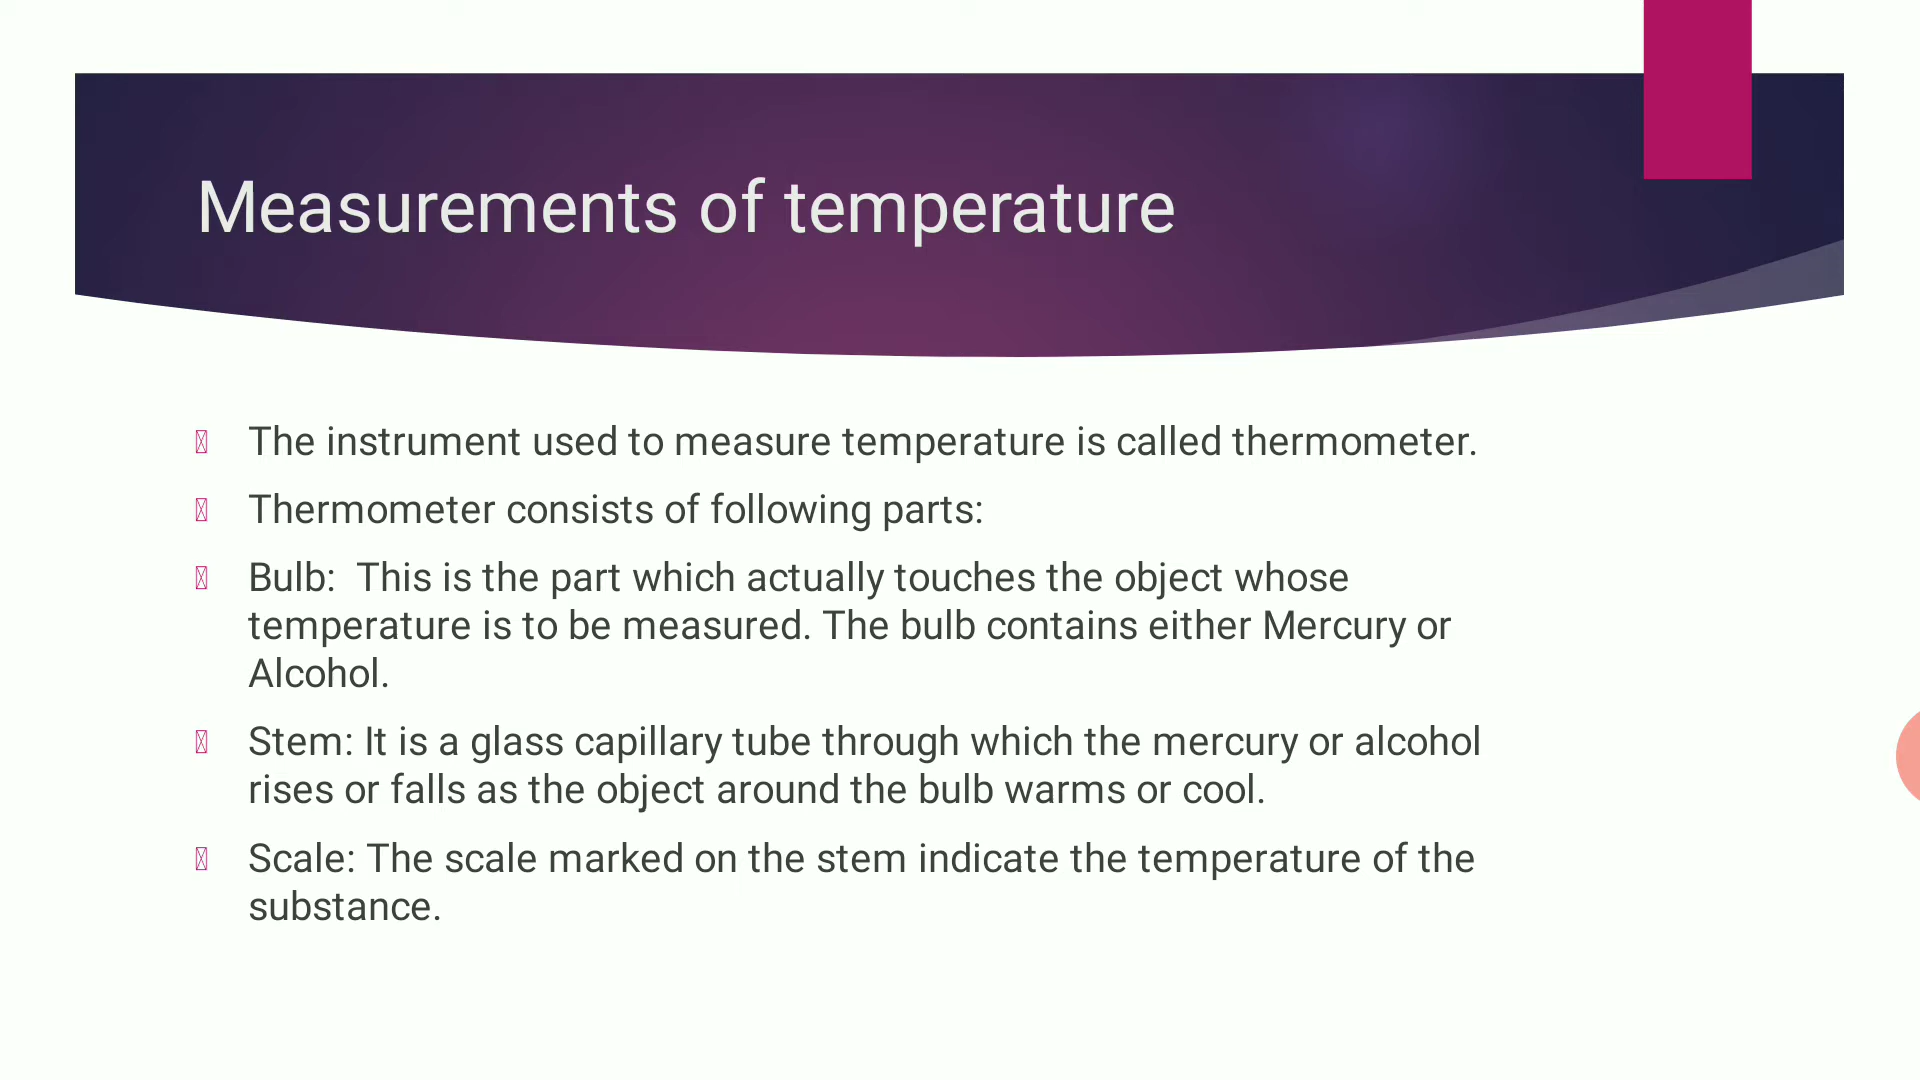 Measurements of temperature
The instrument used to measure temperature is called thermometer.
Thermometer consists of following parts:
Bulb:  This is the part which actually touches the object whose
temperature is to be measured. The bulb contains either Mercury or
Alcohol.
Stem: It is a glass capillary tube through which the mercury or alcohol
rises or falls as the object around the bulb warms or cool.
Scale: The scale marked on the stem indicate the temperature of the
substance.